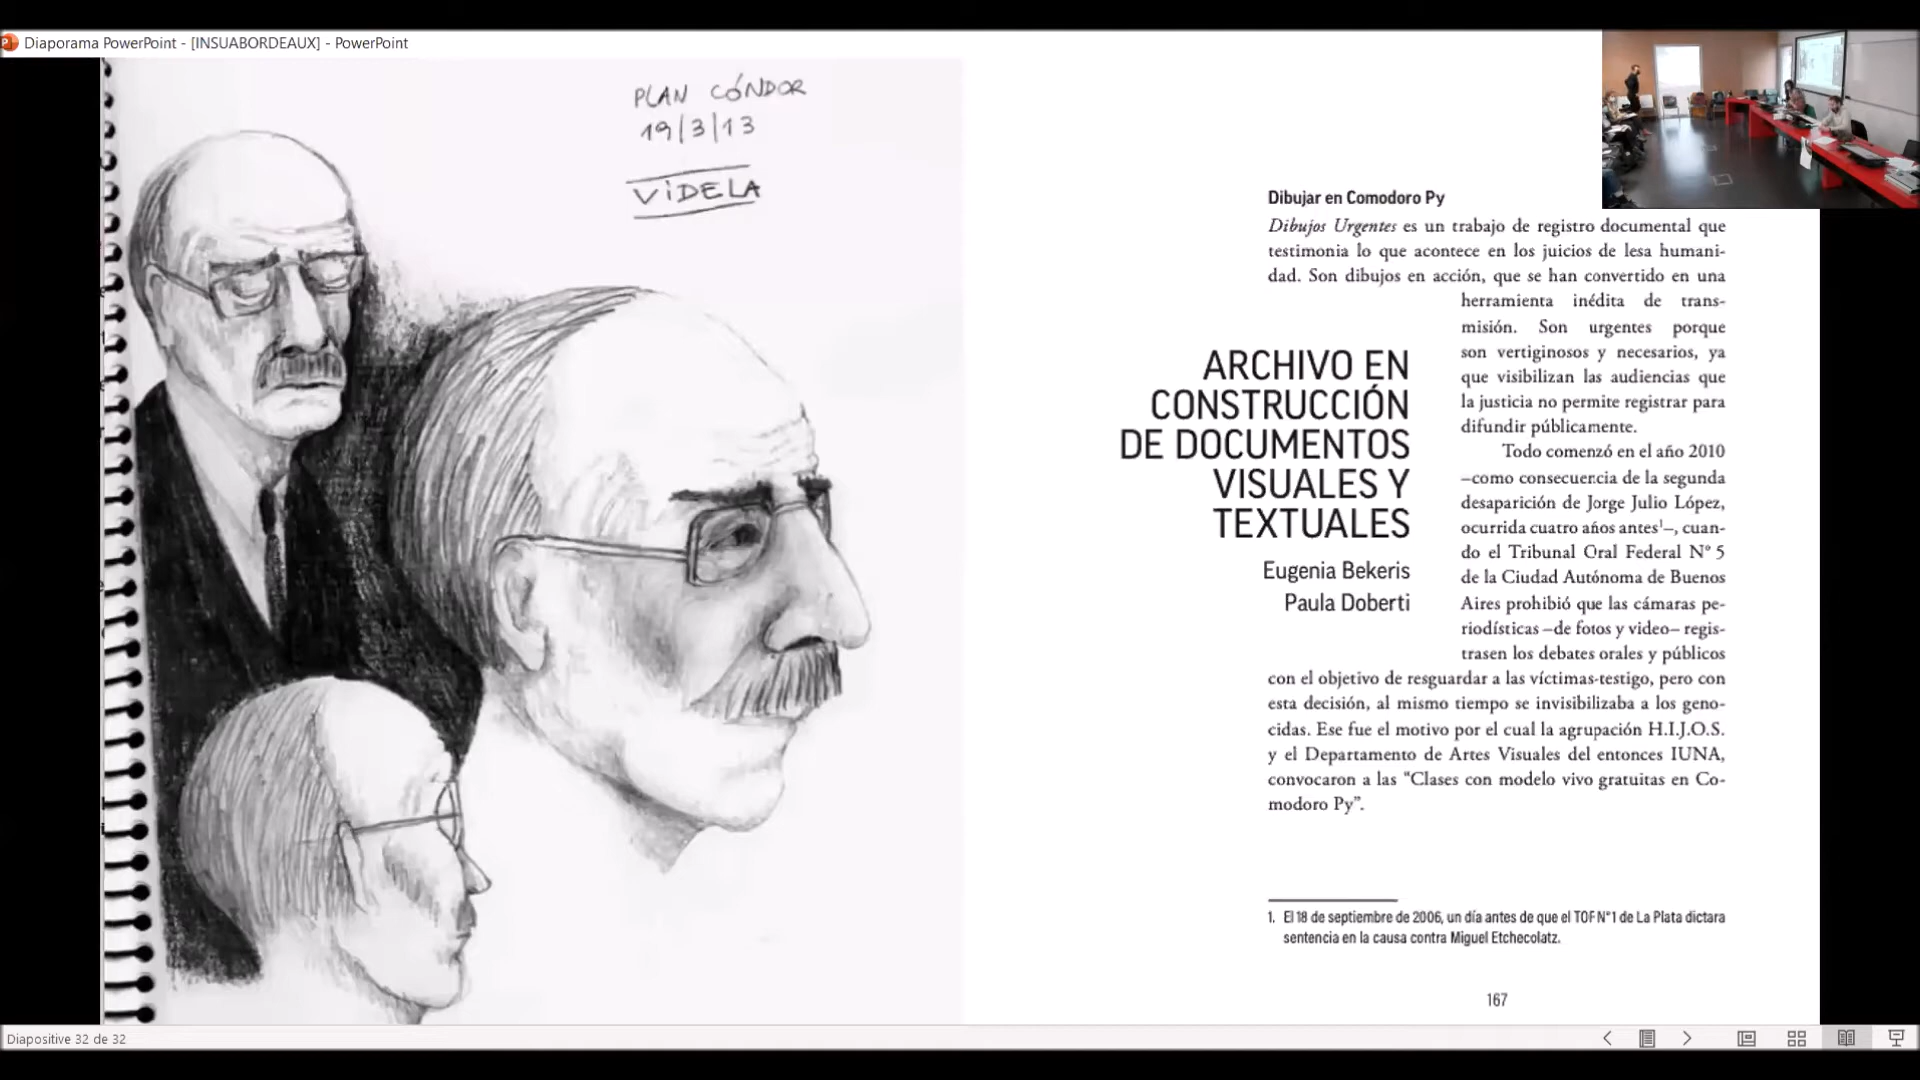 Diaporama PowerPoint - [INSUABORDEAUX] - PowerPoint
PLAN CÓNDOR
19/3/13
ViDELA
Dibujar en Comodoro Py
Dibujos Urgentes es un trabajo de registro documental que
testimonia lo que acontece en los juicios de lesa humani-
dad. Son dibujos en acción, que se han convertido en una
herramienta inédita de trans-
misión. Son urgentes porque
son vertiginosos y necesarios, ya
que visibilizan las audiencias que
la justicia no permite registrar para
difundir públicamente.
Todo comenzó en el año 2010
–como consecuencia de la segunda
desaparición de Jorge Julio López,
ocurrida cuatro años antes¹–, cuan-
do el Tribunal Oral Federal N° 5
de la Ciudad Autónoma de Buenos
Aires prohibió que las cámaras pe-
riodísticas –de fotos y video– regis-
trasen los debates orales y públicos
con el objetivo de resguardar a las víctimas-testigo, pero con
esta decisión, al mismo tiempo se invisibilizaba a los geno-
cidas. Ese fue el motivo por el cual la agrupación H.I.J.O.S.
y el Departamento de Artes Visuales del entonces IUNA,
convocaron a las “Clases con modelo vivo gratuitas en Co-
modoro Py”.
ARCHIVO EN
CONSTRUCCIÓN
DE DOCUMENTOS
VISUALES Y
TEXTUALES
Eugenia Bekeris
Paula Doberti
1. El 18 de septiembre de 2006, un día antes de que el TOF N°1 de La Plata dictara
sentencia en la causa contra Miguel Etchecolatz.
167
Diapositive 32 de 32